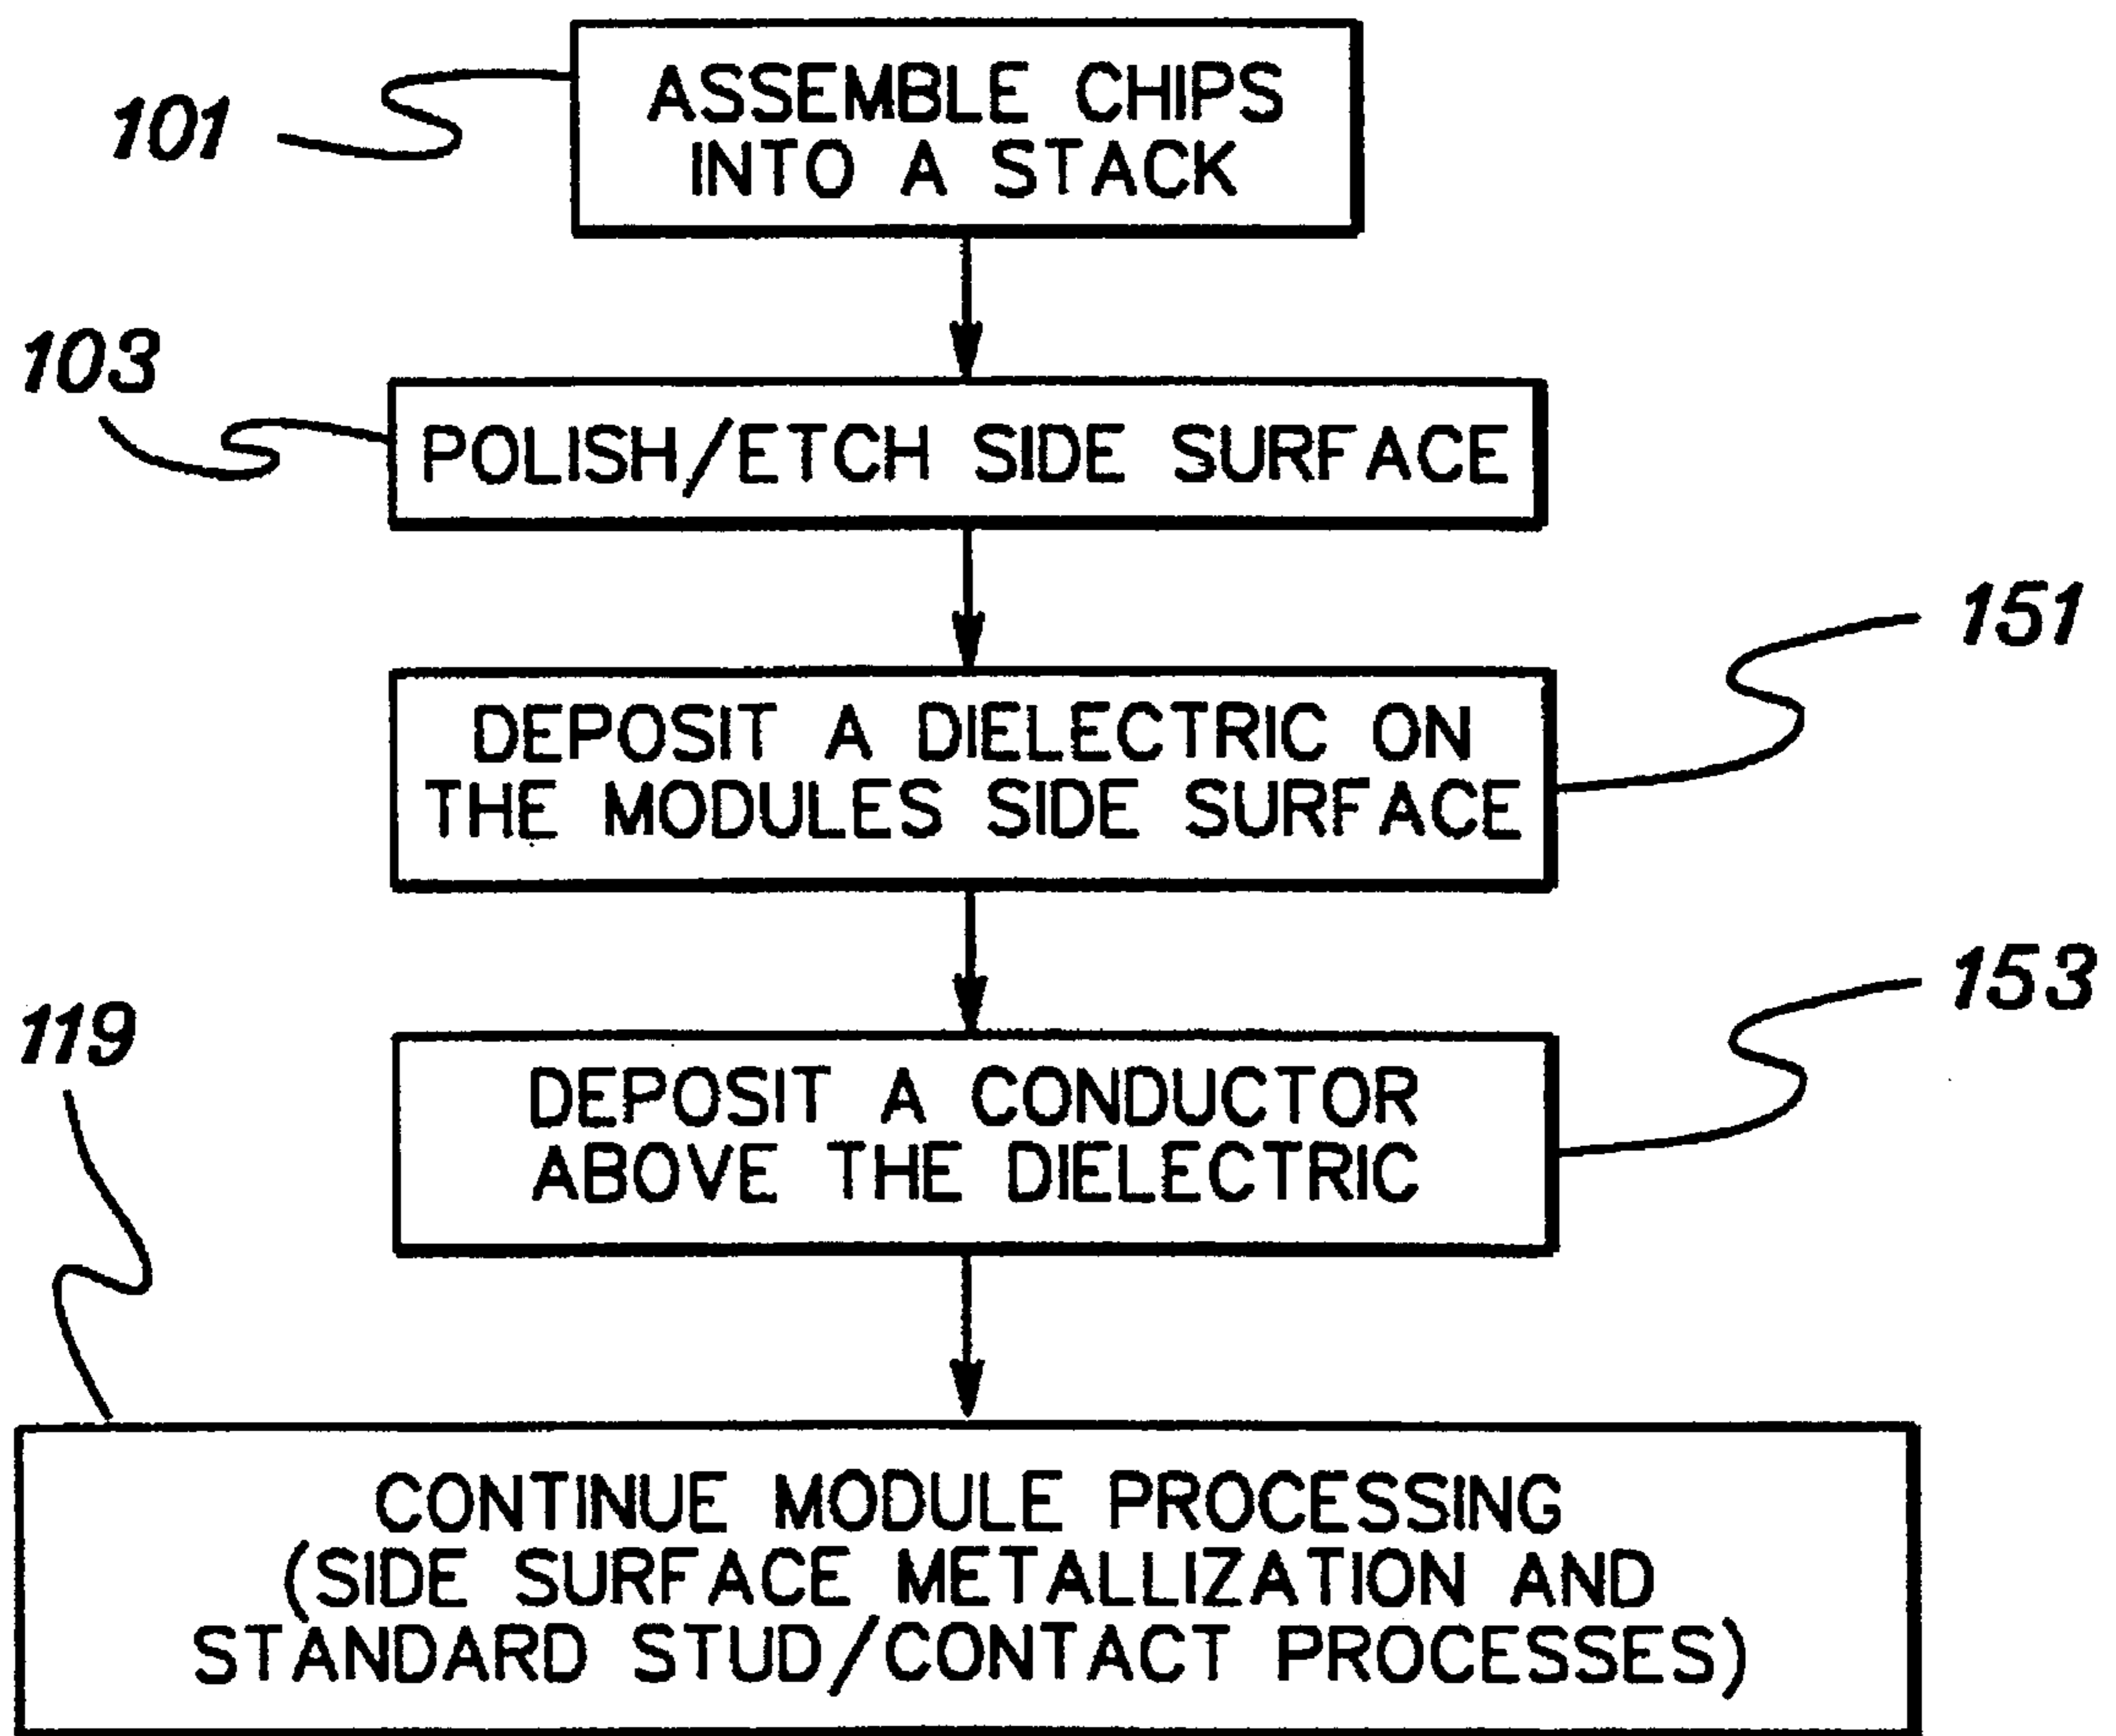 101
ASSEMBLE CHIPS
INTO A STACK
103
POLISH/ETCH SIDE SURFACE
151
DEPOSIT A DIELECTRIC ON
THE MODULES SIDE SURFACE
153
DEPOSIT A CONDUCTOR
ABOVE THE DIELECTRIC
119
CONTINUE MODULE PROCESSING
(SIDE SURFACE METALLIZATION AND
STANDARD STUD/CONTACT PROCESSES)